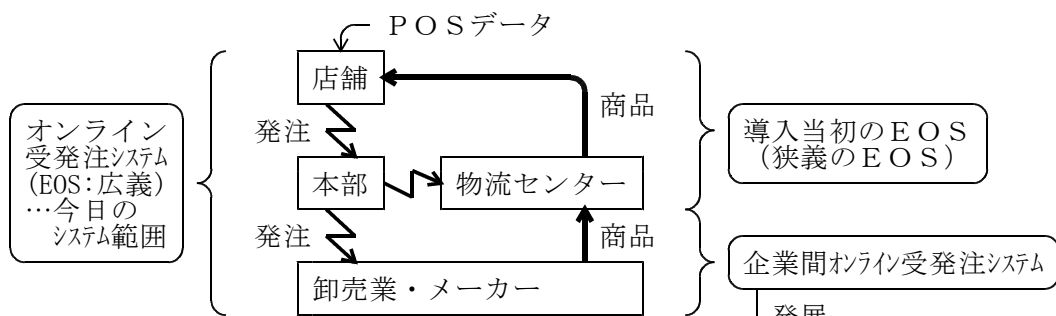 POSデータ
店舗
商品
発注
オンライン
受発注システム
(EOS:広義)
…今日の
システム範囲
導入当初のEOS
(狭義のEOS)
本部
物流センター
発注
商品
企業間オンライン受発注システム
卸売業・メーカー